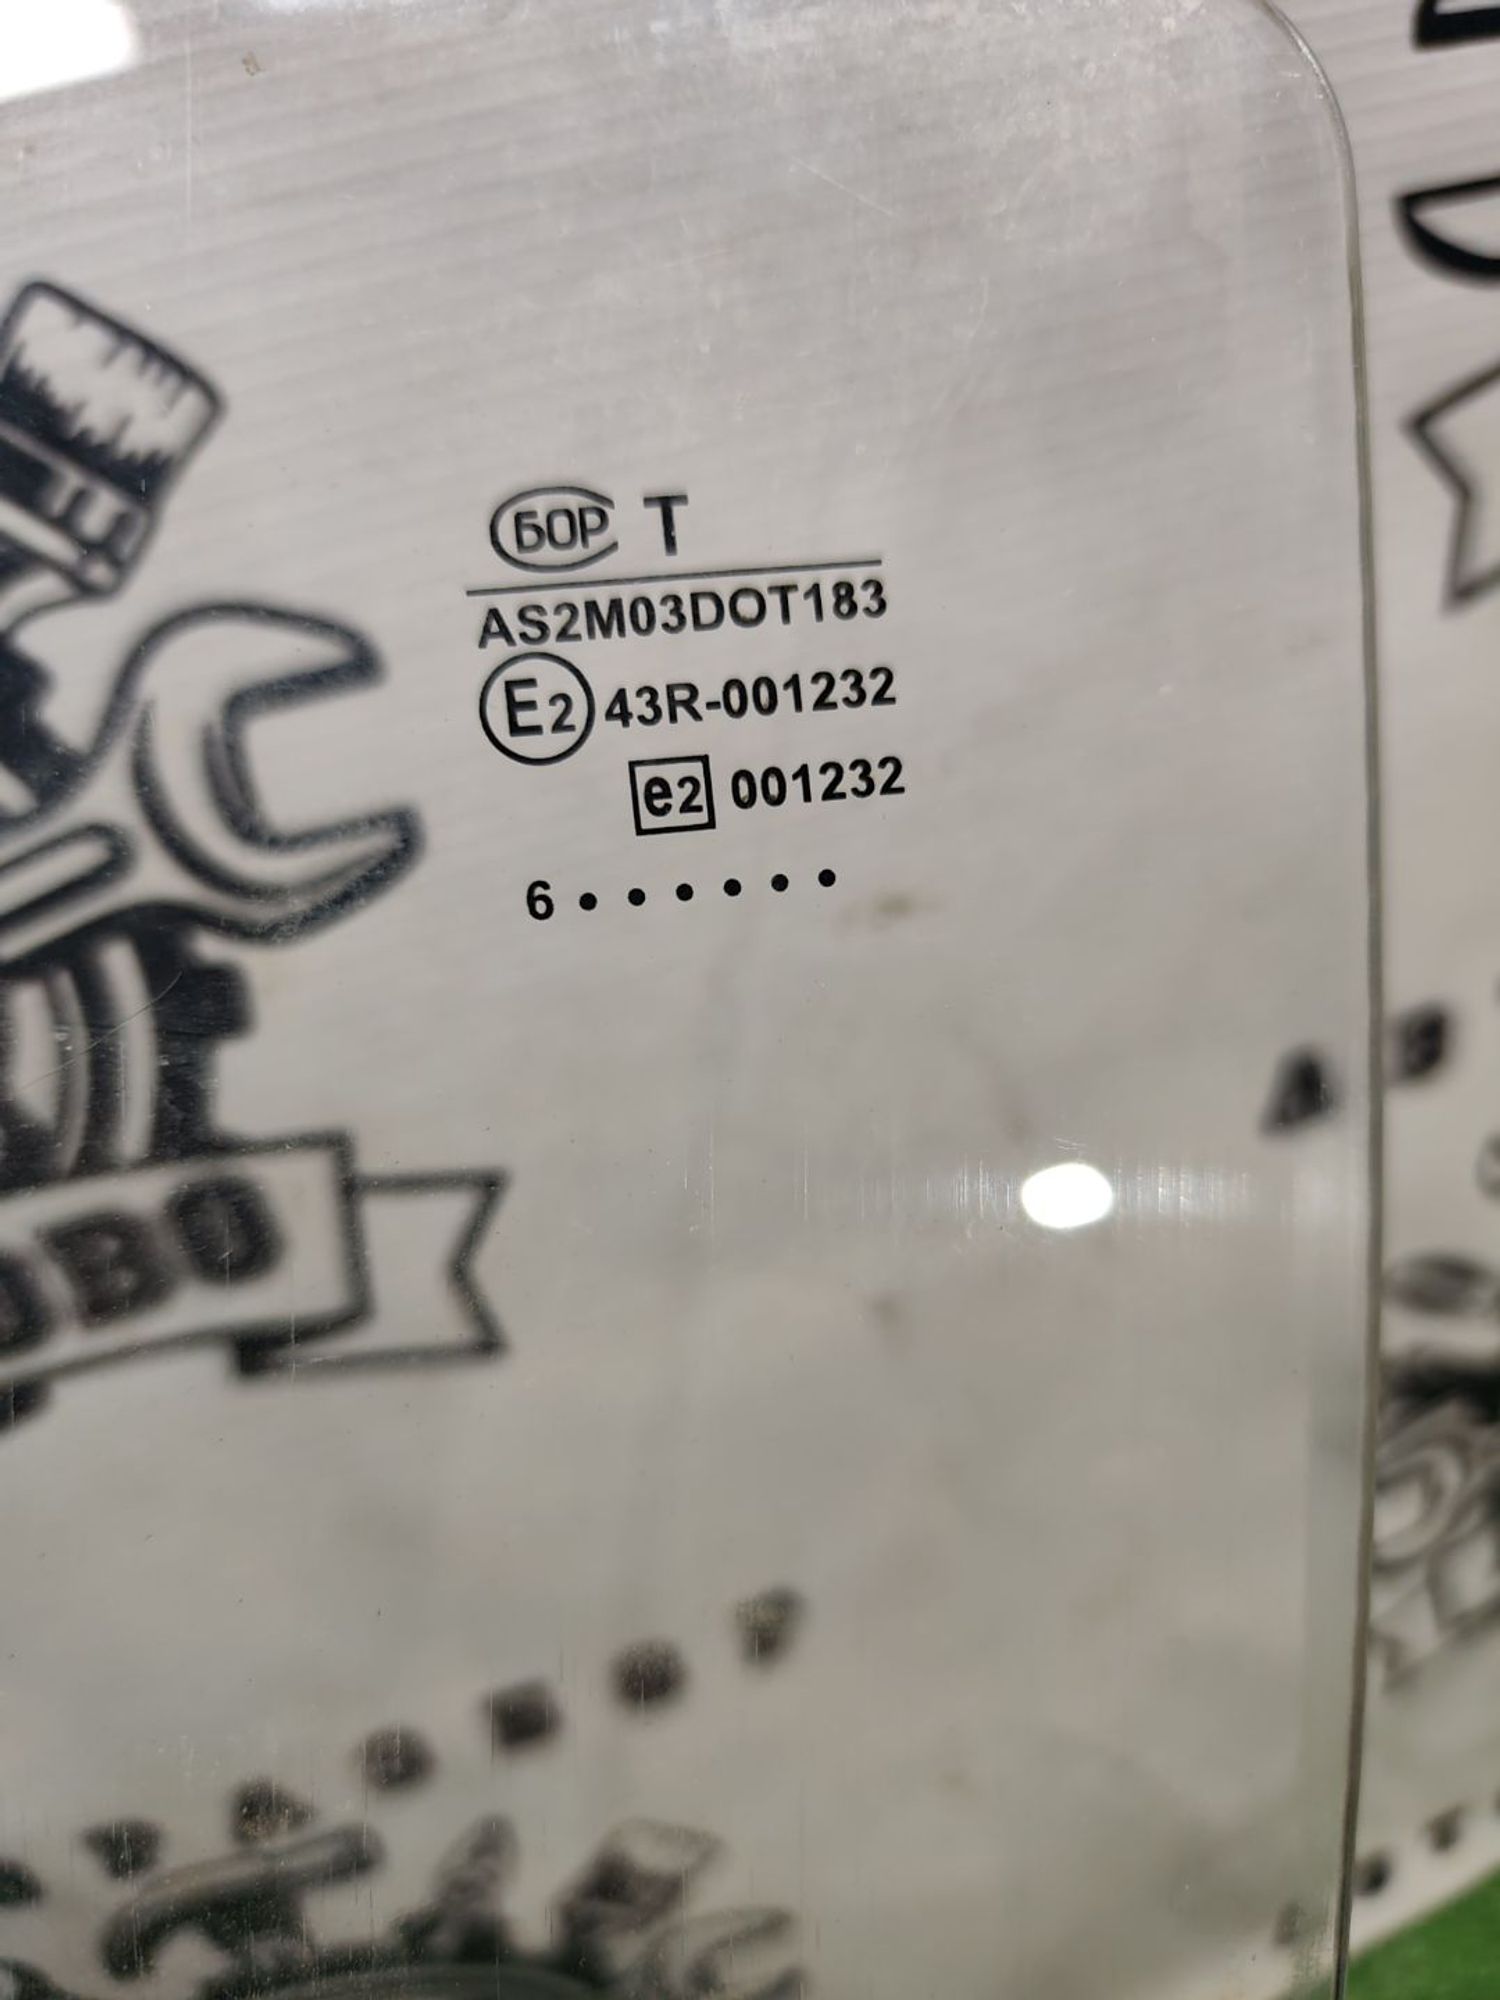 БОР T
AS2M03DOT183
E2 43R-001232
e2 001232
6 • • • • • •